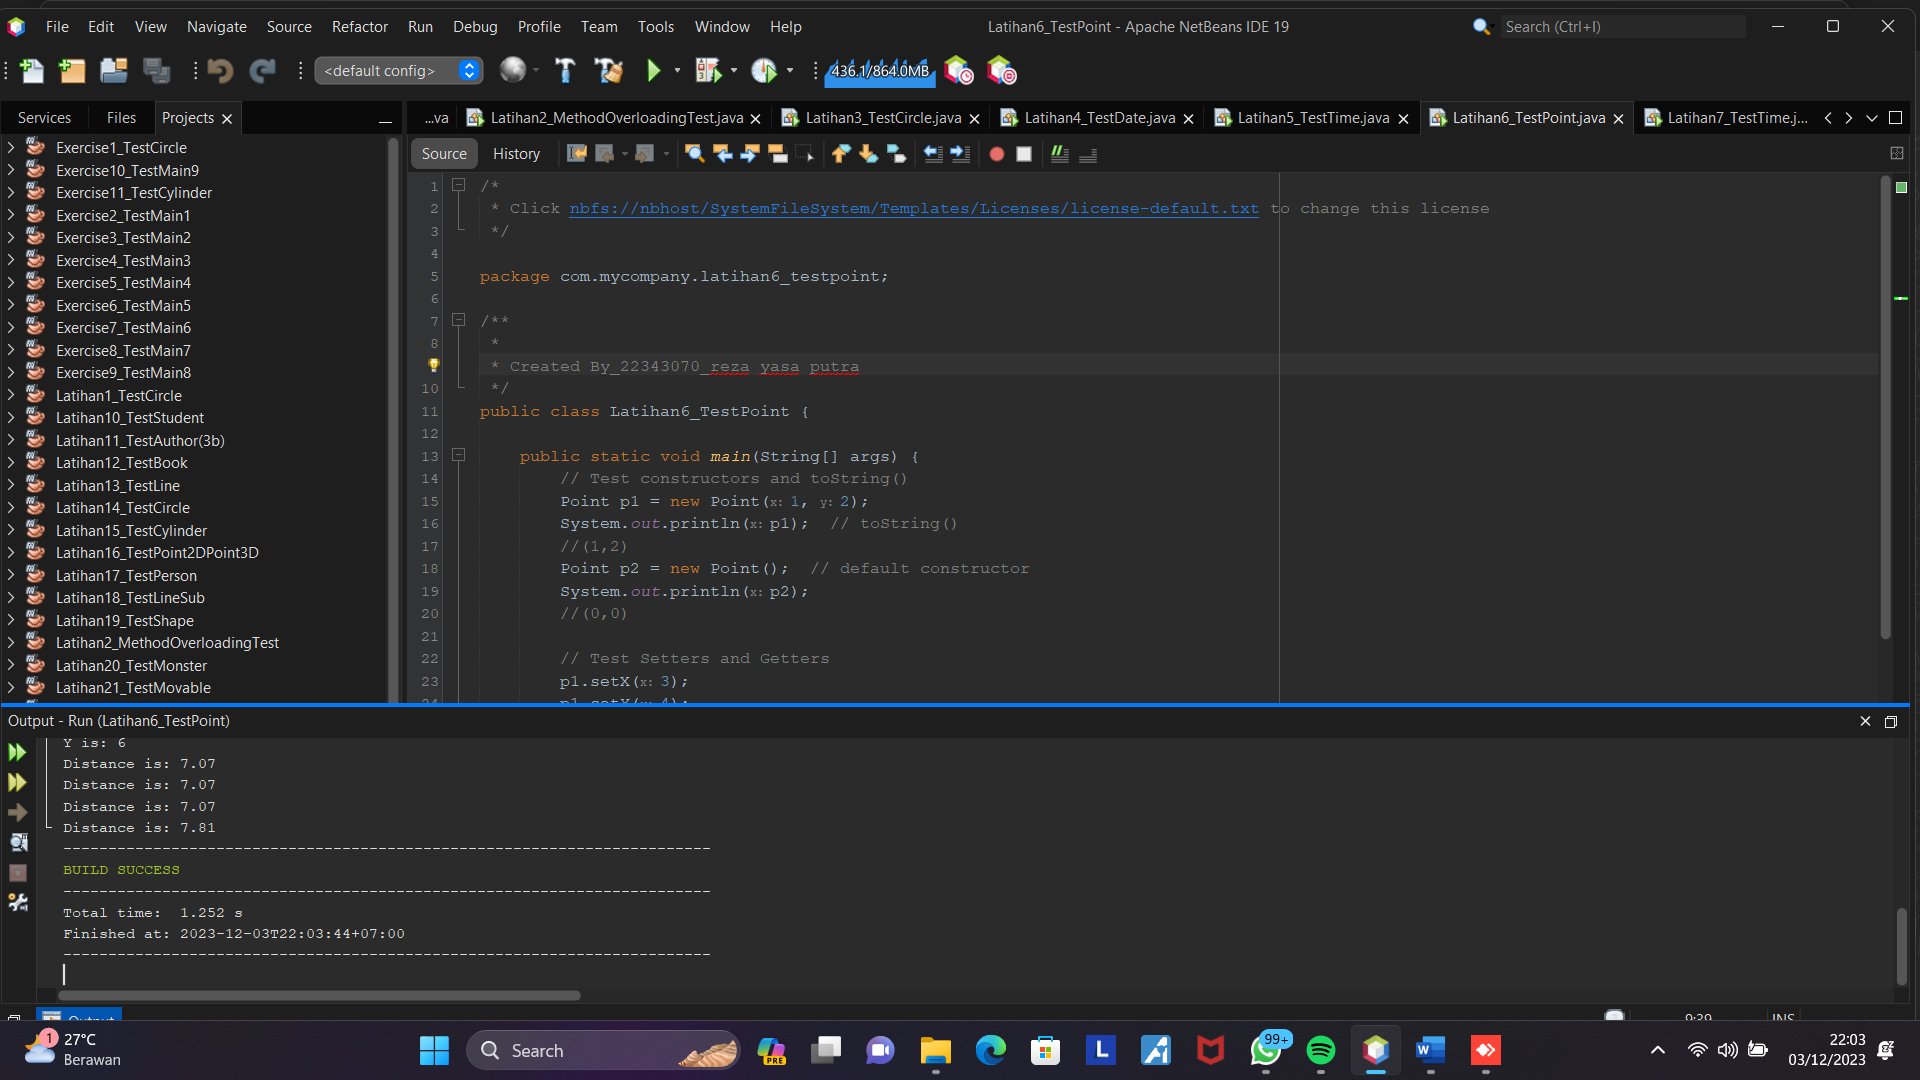 File Edit View Navigate Source Refactor Run Debug Profile Team Tools Window Help
Latihan6_TestPoint - Apache NetBeans IDE 19
Search (Ctrl+I)
<default config>
436.1/864.0MB
Services Files Projects
...va Latihan2_MethodOverloadingTest.java Latihan3_TestCircle.java Latihan4_TestDate.java Latihan5_TestTime.java Latihan6_TestPoint.java Latihan7_TestTime.j...
Source History
Exercise1_TestCircle
Exercise10_TestMain9
Exercise11_TestCylinder
Exercise2_TestMain1
Exercise3_TestMain2
Exercise4_TestMain3
Exercise5_TestMain4
Exercise6_TestMain5
Exercise7_TestMain6
Exercise8_TestMain7
Exercise9_TestMain8
Latihan1_TestCircle
Latihan10_TestStudent
Latihan11_TestAuthor(3b)
Latihan12_TestBook
Latihan13_TestLine
Latihan14_TestCircle
Latihan15_TestCylinder
Latihan16_TestPoint2DPoint3D
Latihan17_TestPerson
Latihan18_TestLineSub
Latihan19_TestShape
Latihan2_MethodOverloadingTest
Latihan20_TestMonster
Latihan21_TestMovable
1 /*
2 * Click nbfs://nbhost/SystemFileSystem/Templates/Licenses/license-default.txt to change this license
3 */
4
5 package com.mycompany.latihan6_testpoint;
6
7 /**
8 *
* Created By_22343070_reza yasa putra
10 */
11 public class Latihan6_TestPoint {
12
13 public static void main(String[] args) {
14 // Test constructors and toString()
15 Point p1 = new Point(x: 1, y: 2);
16 System.out.println(x: p1); // toString()
17 //(1,2)
18 Point p2 = new Point(); // default constructor
19 System.out.println(x: p2);
20 //(0,0)
21
22 // Test Setters and Getters
23 p1.setX(x: 3);
Output - Run (Latihan6_TestPoint)
Y is: 6
Distance is: 7.07
Distance is: 7.07
Distance is: 7.07
Distance is: 7.81
------------------------------------------------------------------------
BUILD SUCCESS
------------------------------------------------------------------------
Total time: 1.252 s
Finished at: 2023-12-03T22:03:44+07:00
------------------------------------------------------------------------
Output
9:39 INS
1
27°C
Berawan
Search
PRE
L
99+
W
22:03
03/12/2023